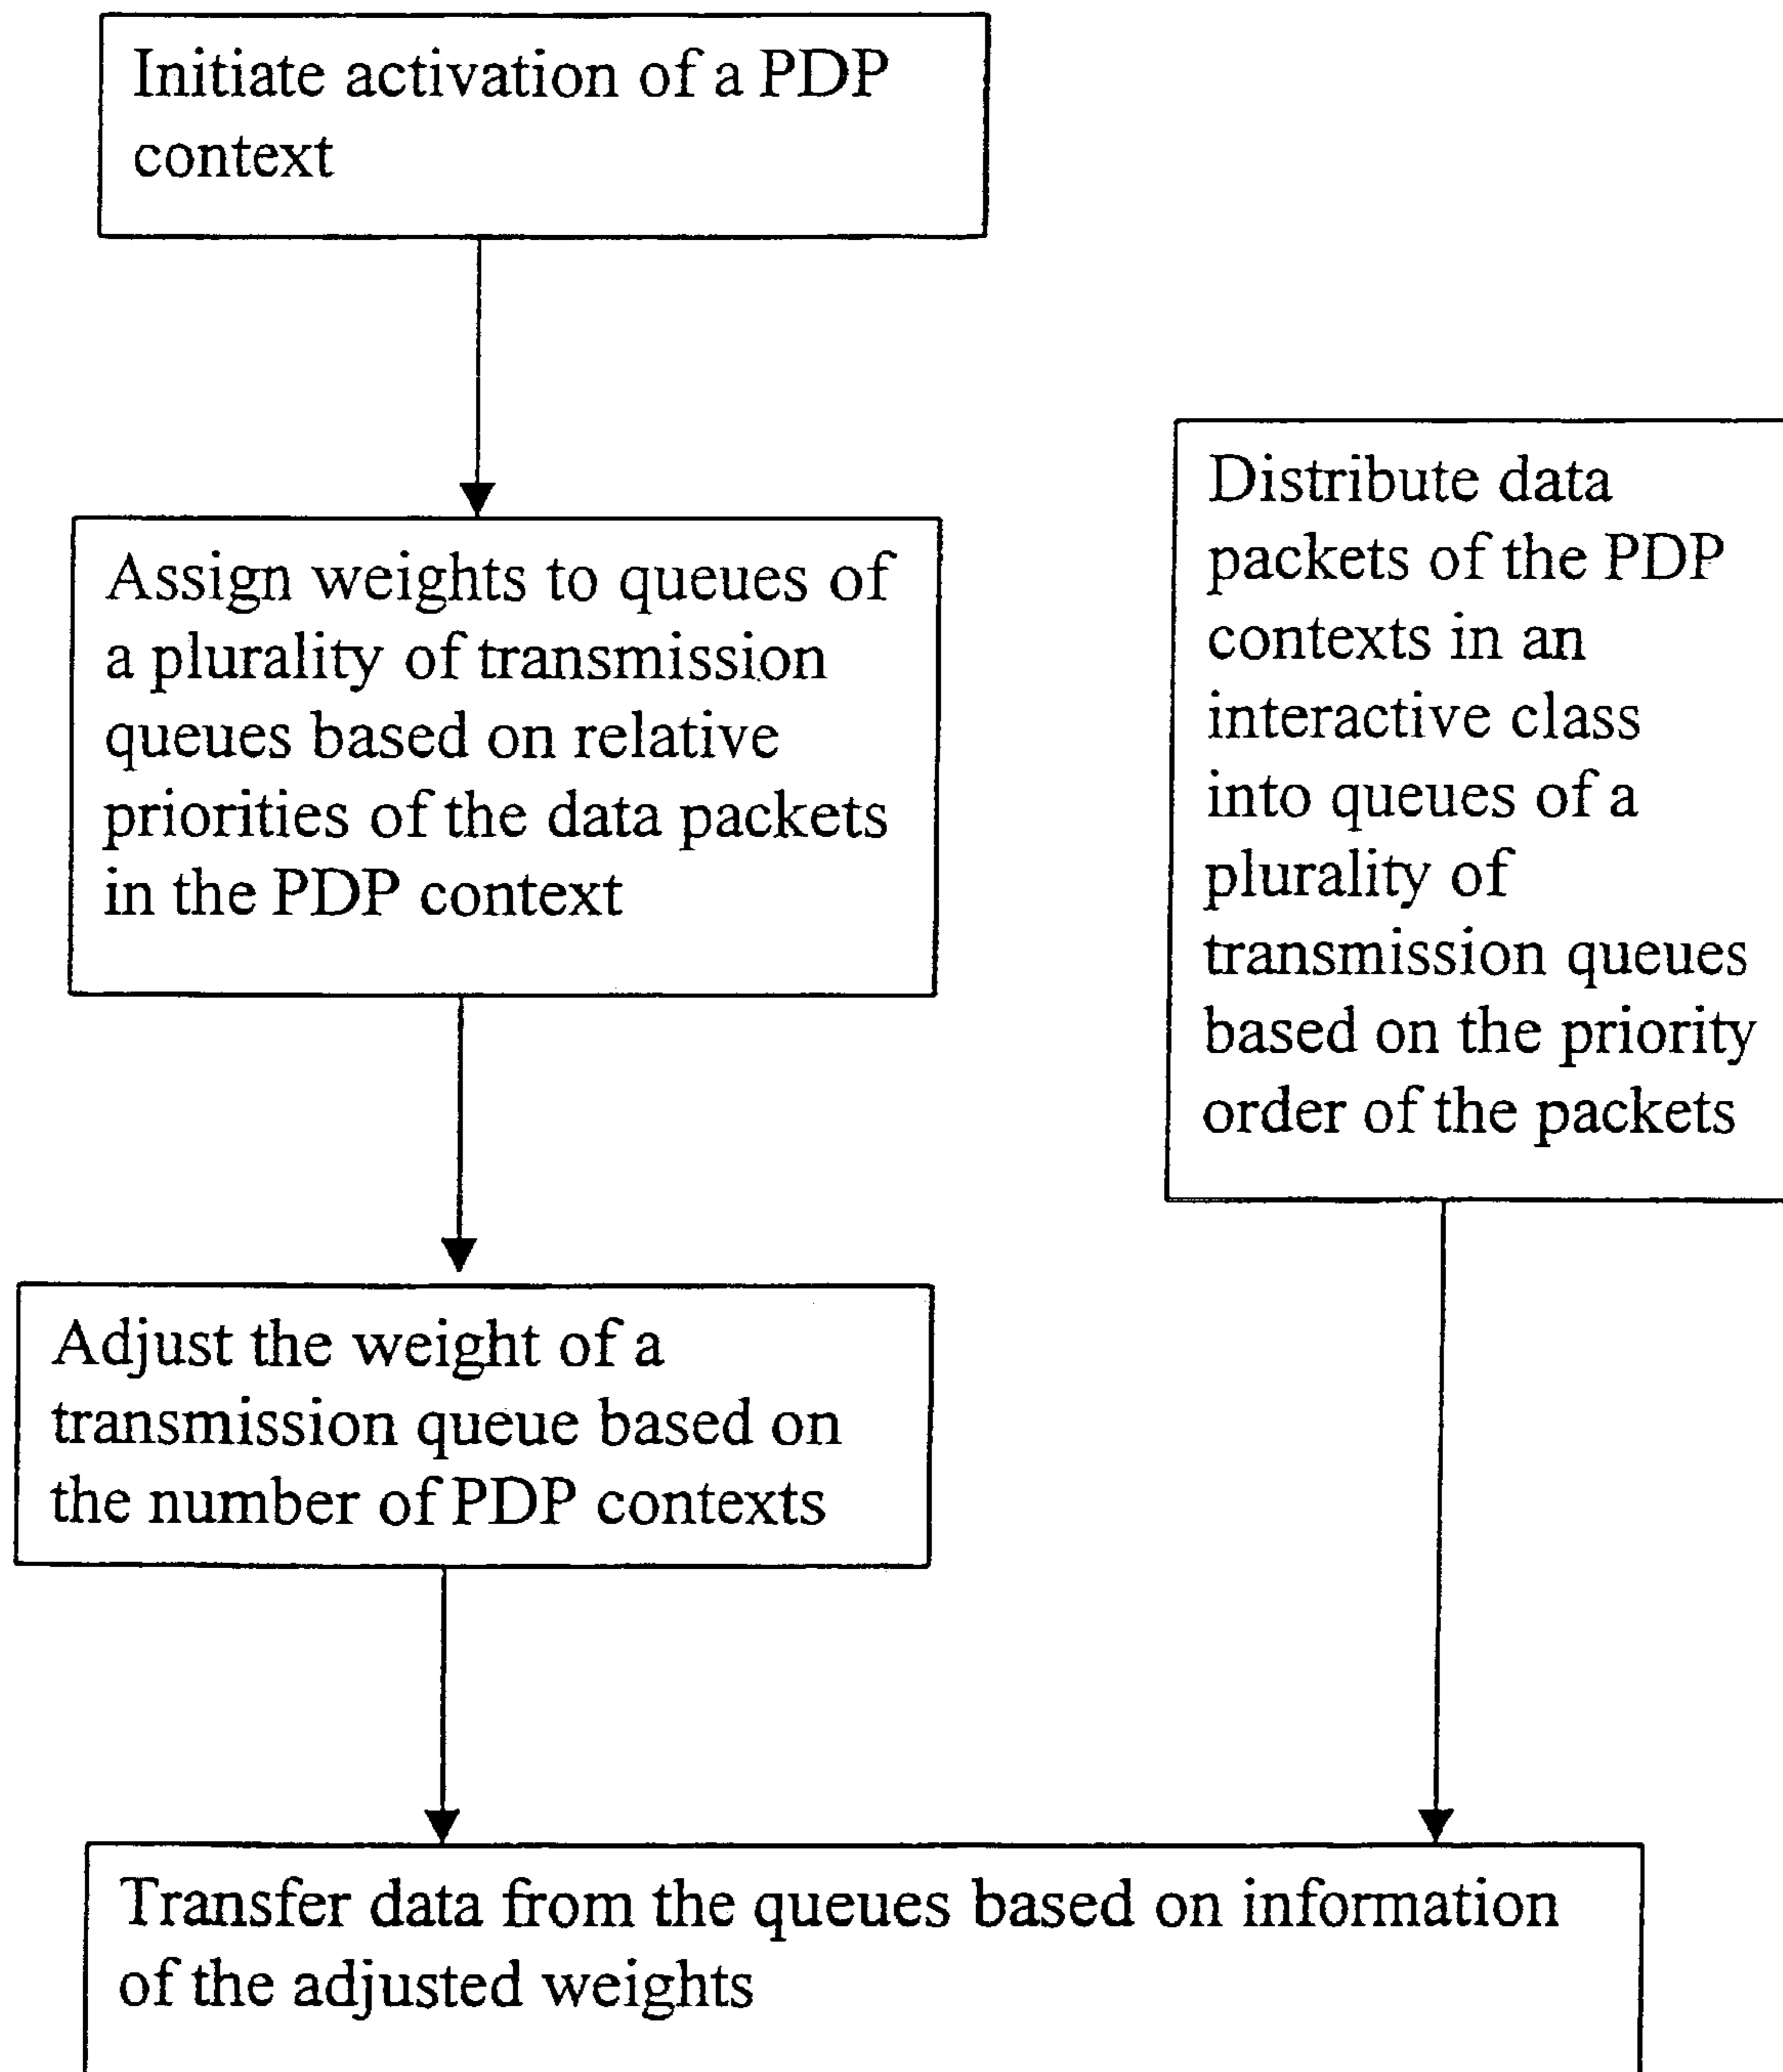 Initiate activation of a PDP
context
Assign weights to queues of
a plurality of transmission
queues based on relative
priorities of the data packets
in the PDP context
Distribute data
packets of the PDP
contexts in an
interactive class
into queues of a
plurality of
transmission queues
based on the priority
order of the packets
Adjust the weight of a
transmission queue based on
the number of PDP contexts
Transfer data from the queues based on information
of the adjusted weights